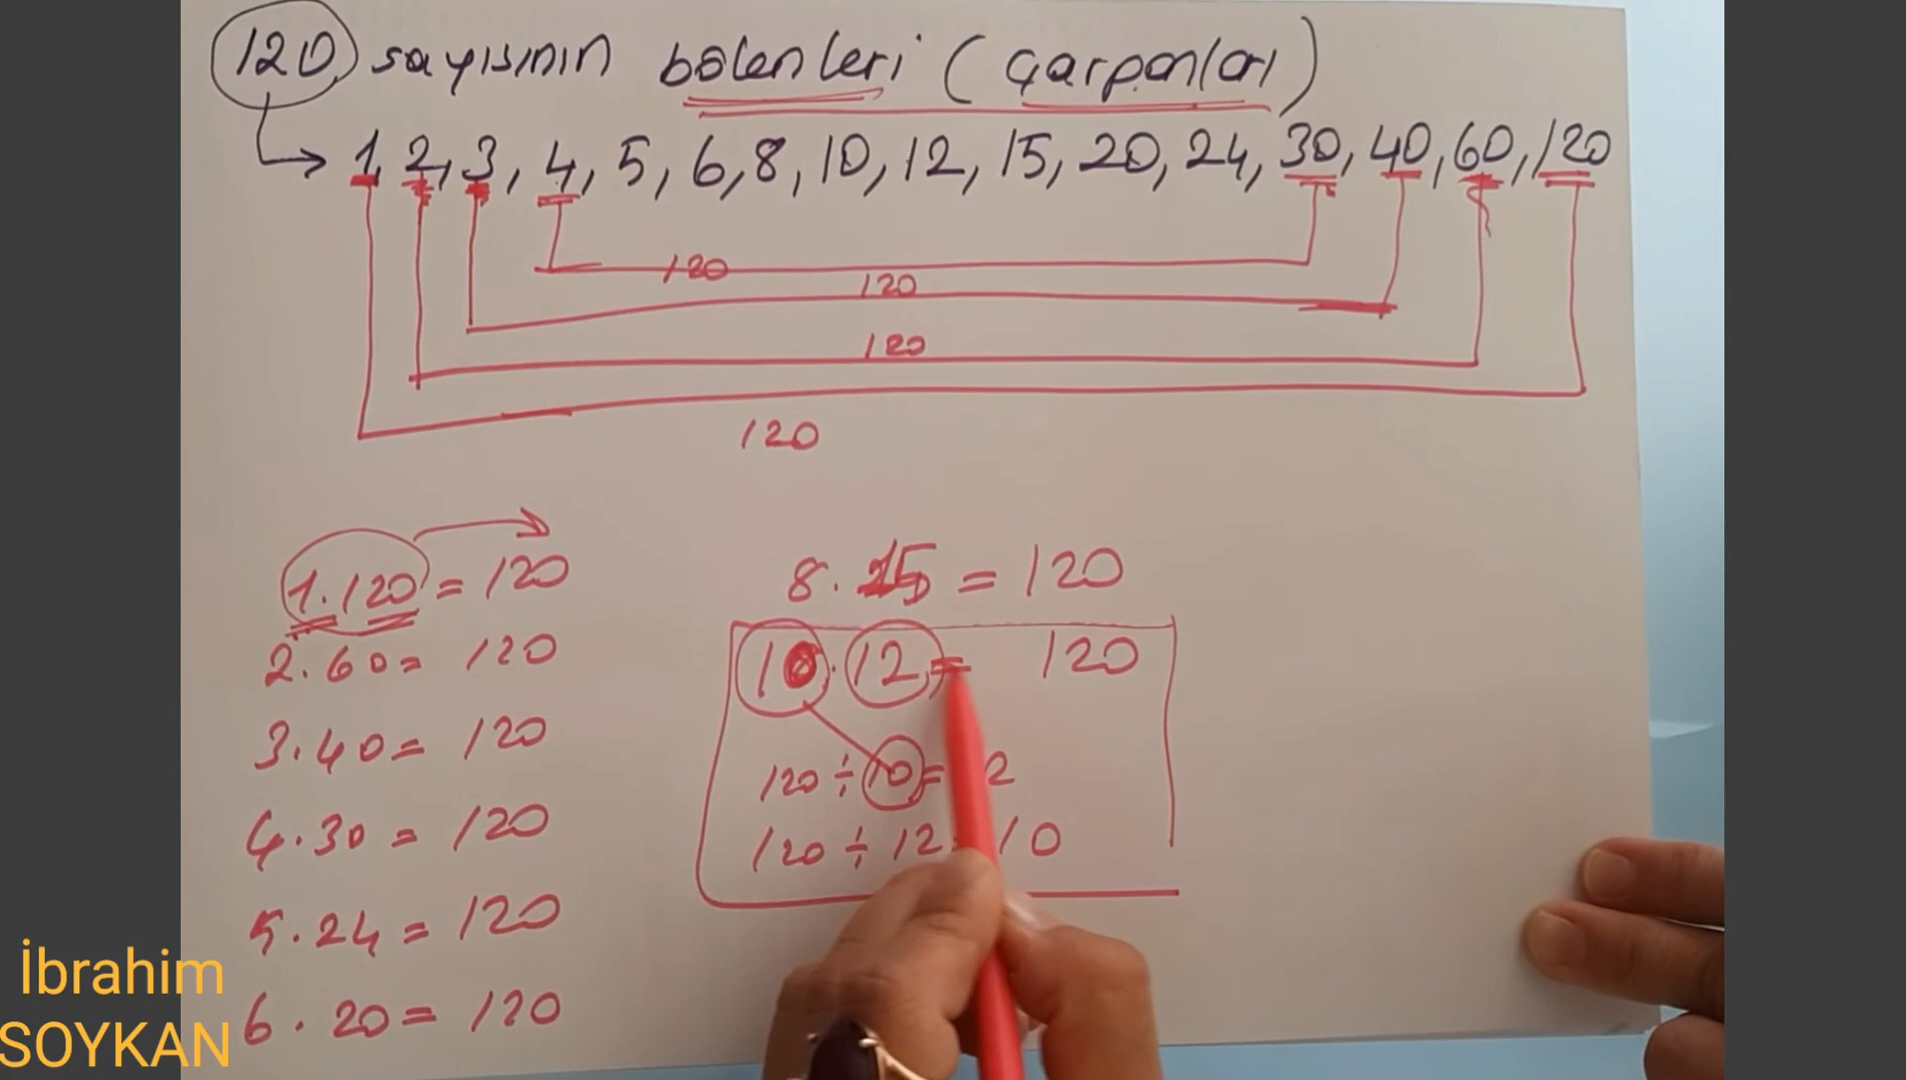 120 sayısının bölenleri (çarpanları)
1, 2, 3, 4, 5, 6, 8, 10, 12, 15, 20, 24, 30, 40, 60, 120
120
120
120
120
1.120 = 120
2.60 = 120
3.40 = 120
4.30 = 120
5.24 = 120
6.20 = 120
8.15 = 120
10.12 = 120
120 ÷ 10 = 2
120 ÷ 12 10
İbrahim
SOYKAN